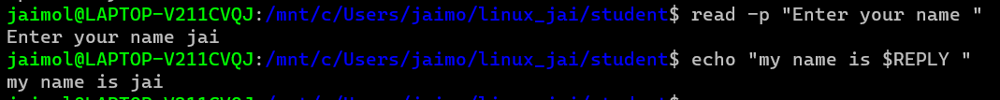 jaimol@LAPTOP-V211CVQJ:/mnt/c/Users/jaimo/linux_jai/student$ read -p "Enter your name "
Enter your name jai
jaimol@LAPTOP-V211CVQJ:/mnt/c/Users/jaimo/linux_jai/student$ echo "my name is $REPLY "
my name is jai